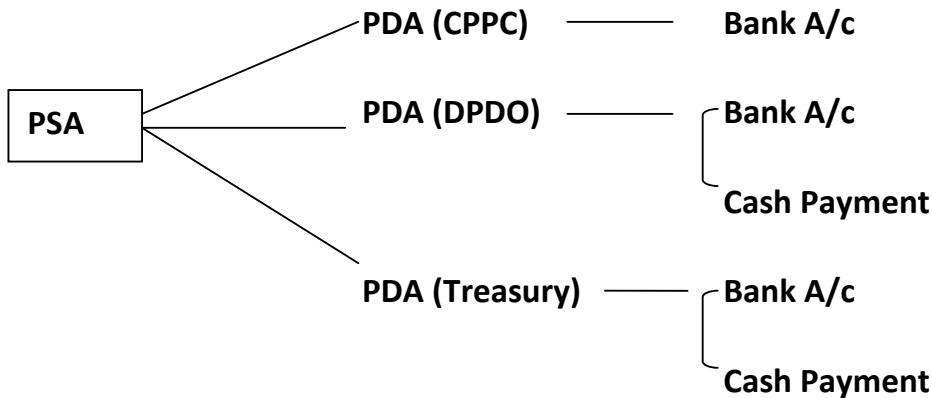 PDA (CPPC) Bank A/c
PSA
PDA (DPDO) Bank A/c
Cash Payment
PDA (Treasury) Bank A/c
Cash Payment